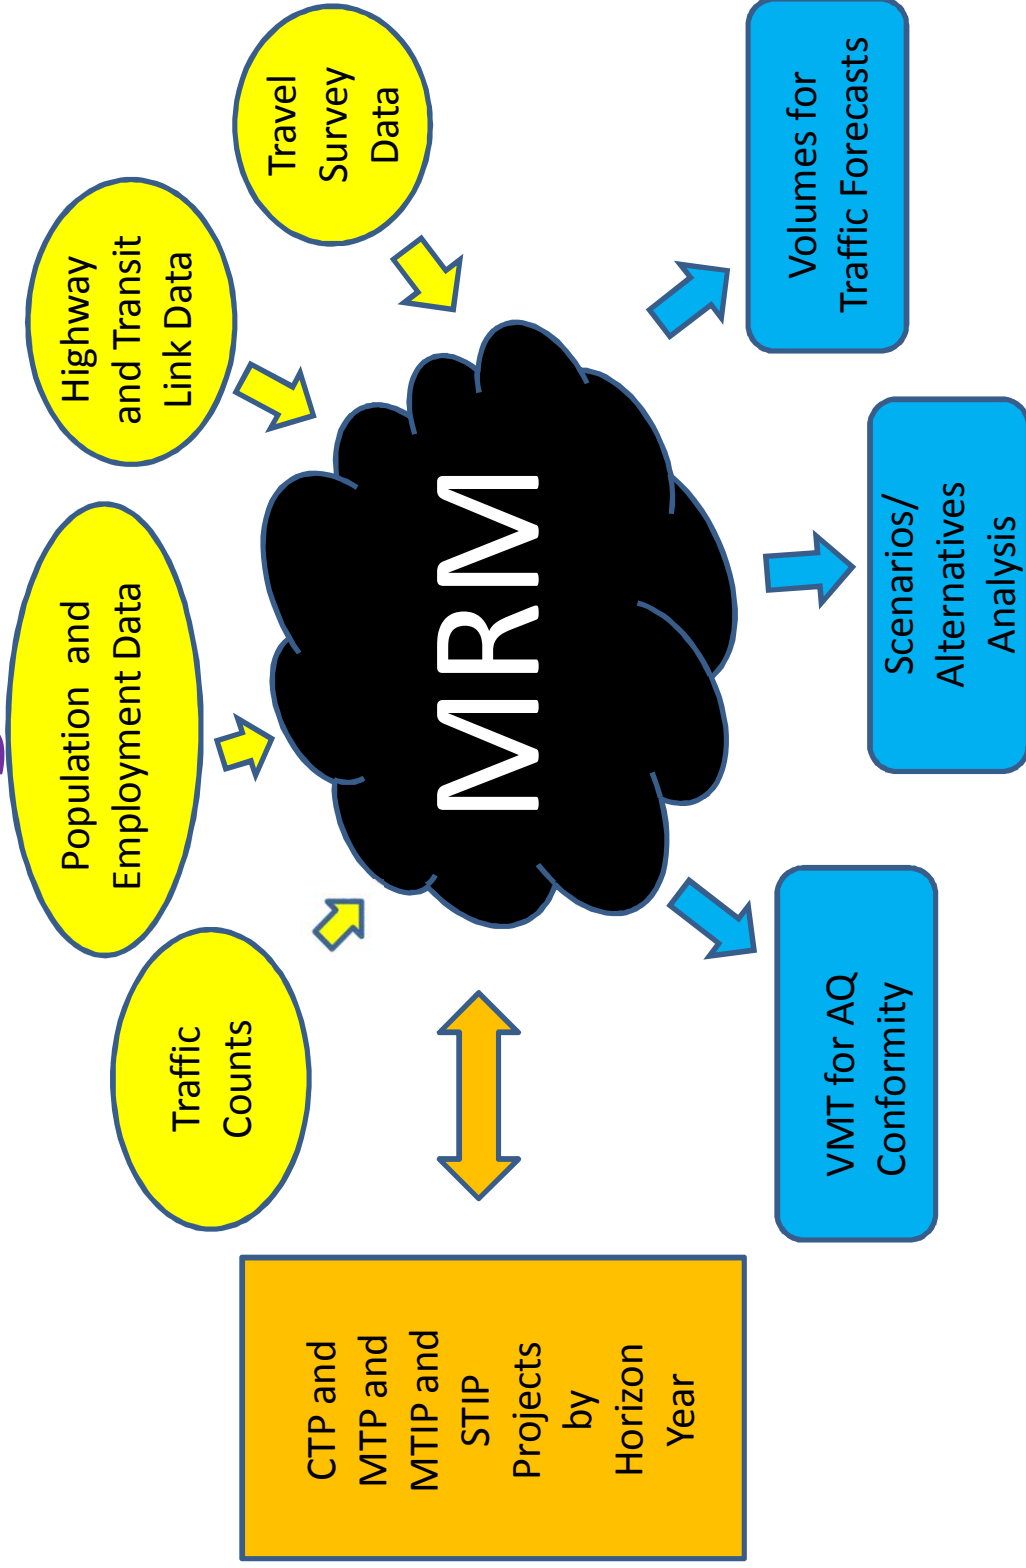 Traffic
Counts
Population and
Employment Data
Highway
and Transit
Link Data
Travel
Survey
Data
CTP and
MTP and
MTIP and
STIP
Projects
by
Horizon
Year
MRM
VMT for AQ
Conformity
Scenarios/
Alternatives
Analysis
Volumes for
Traffic Forecasts